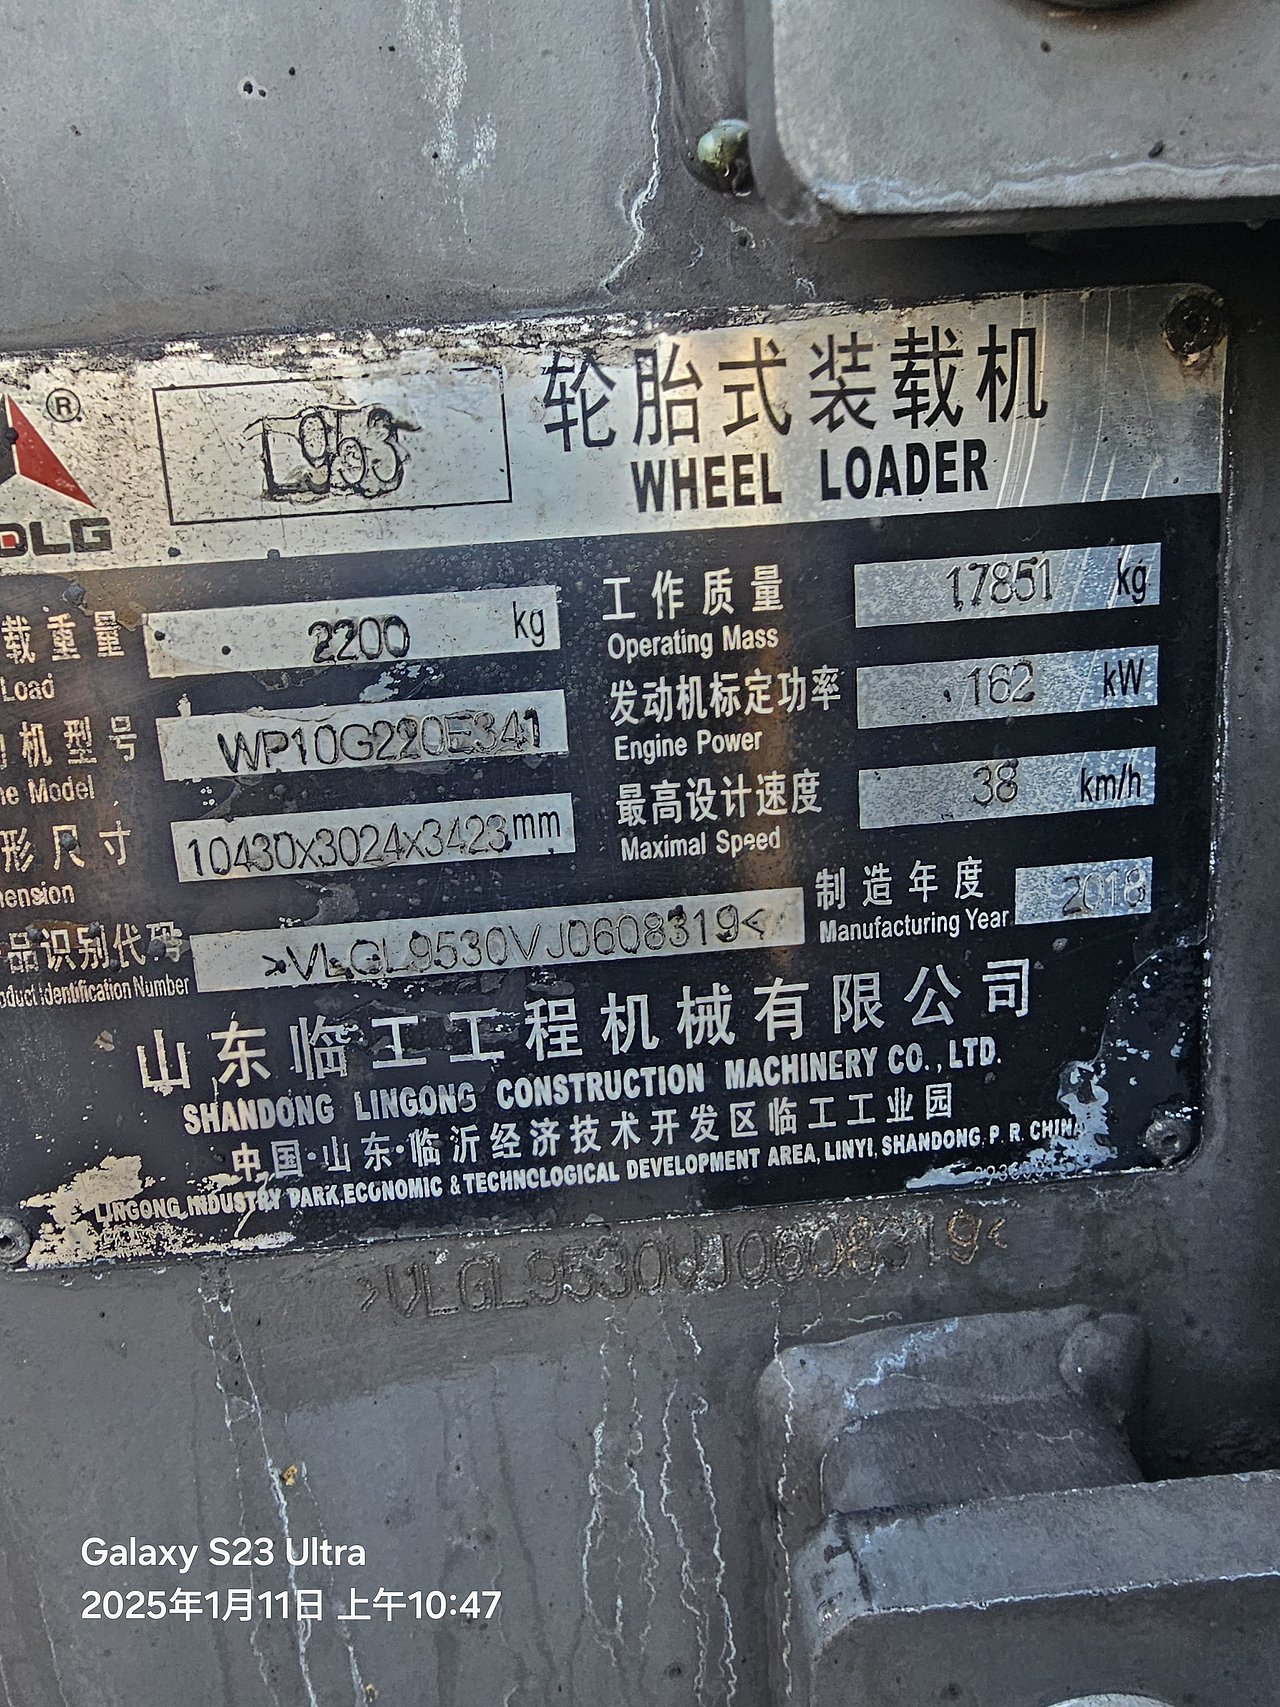 ®
L953
轮胎式装载机
WHEEL LOADER
DLG
载重量 2200 kg
Load
机型号 WP10G220E341
Model
形尺寸 10430x3024x3423mm
品识别代码 >VLGL9530VJ0608319<
Product Identification Number
工作质量 17851 kg
Operating Mass
发动机标定功率 162 kW
Engine Power
最高设计速度 38 km/h
Maximal Speed
制造年度 2018
Manufacturing Year
山东临工工程机械有限公司
SHANDONG LINGONG CONSTRUCTION MACHINERY CO., LTD.
中国·山东·临沂经济技术开发区临工工业园
LINGONG INDUSTRY PARK,ECONOMIC & TECHNOLOGICAL DEVELOPMENT AREA, LINYI, SHANDONG, P. R. CHINA
>VLGL9530VJ0608319<
Galaxy S23 Ultra
2025年1月11日 上午10:47